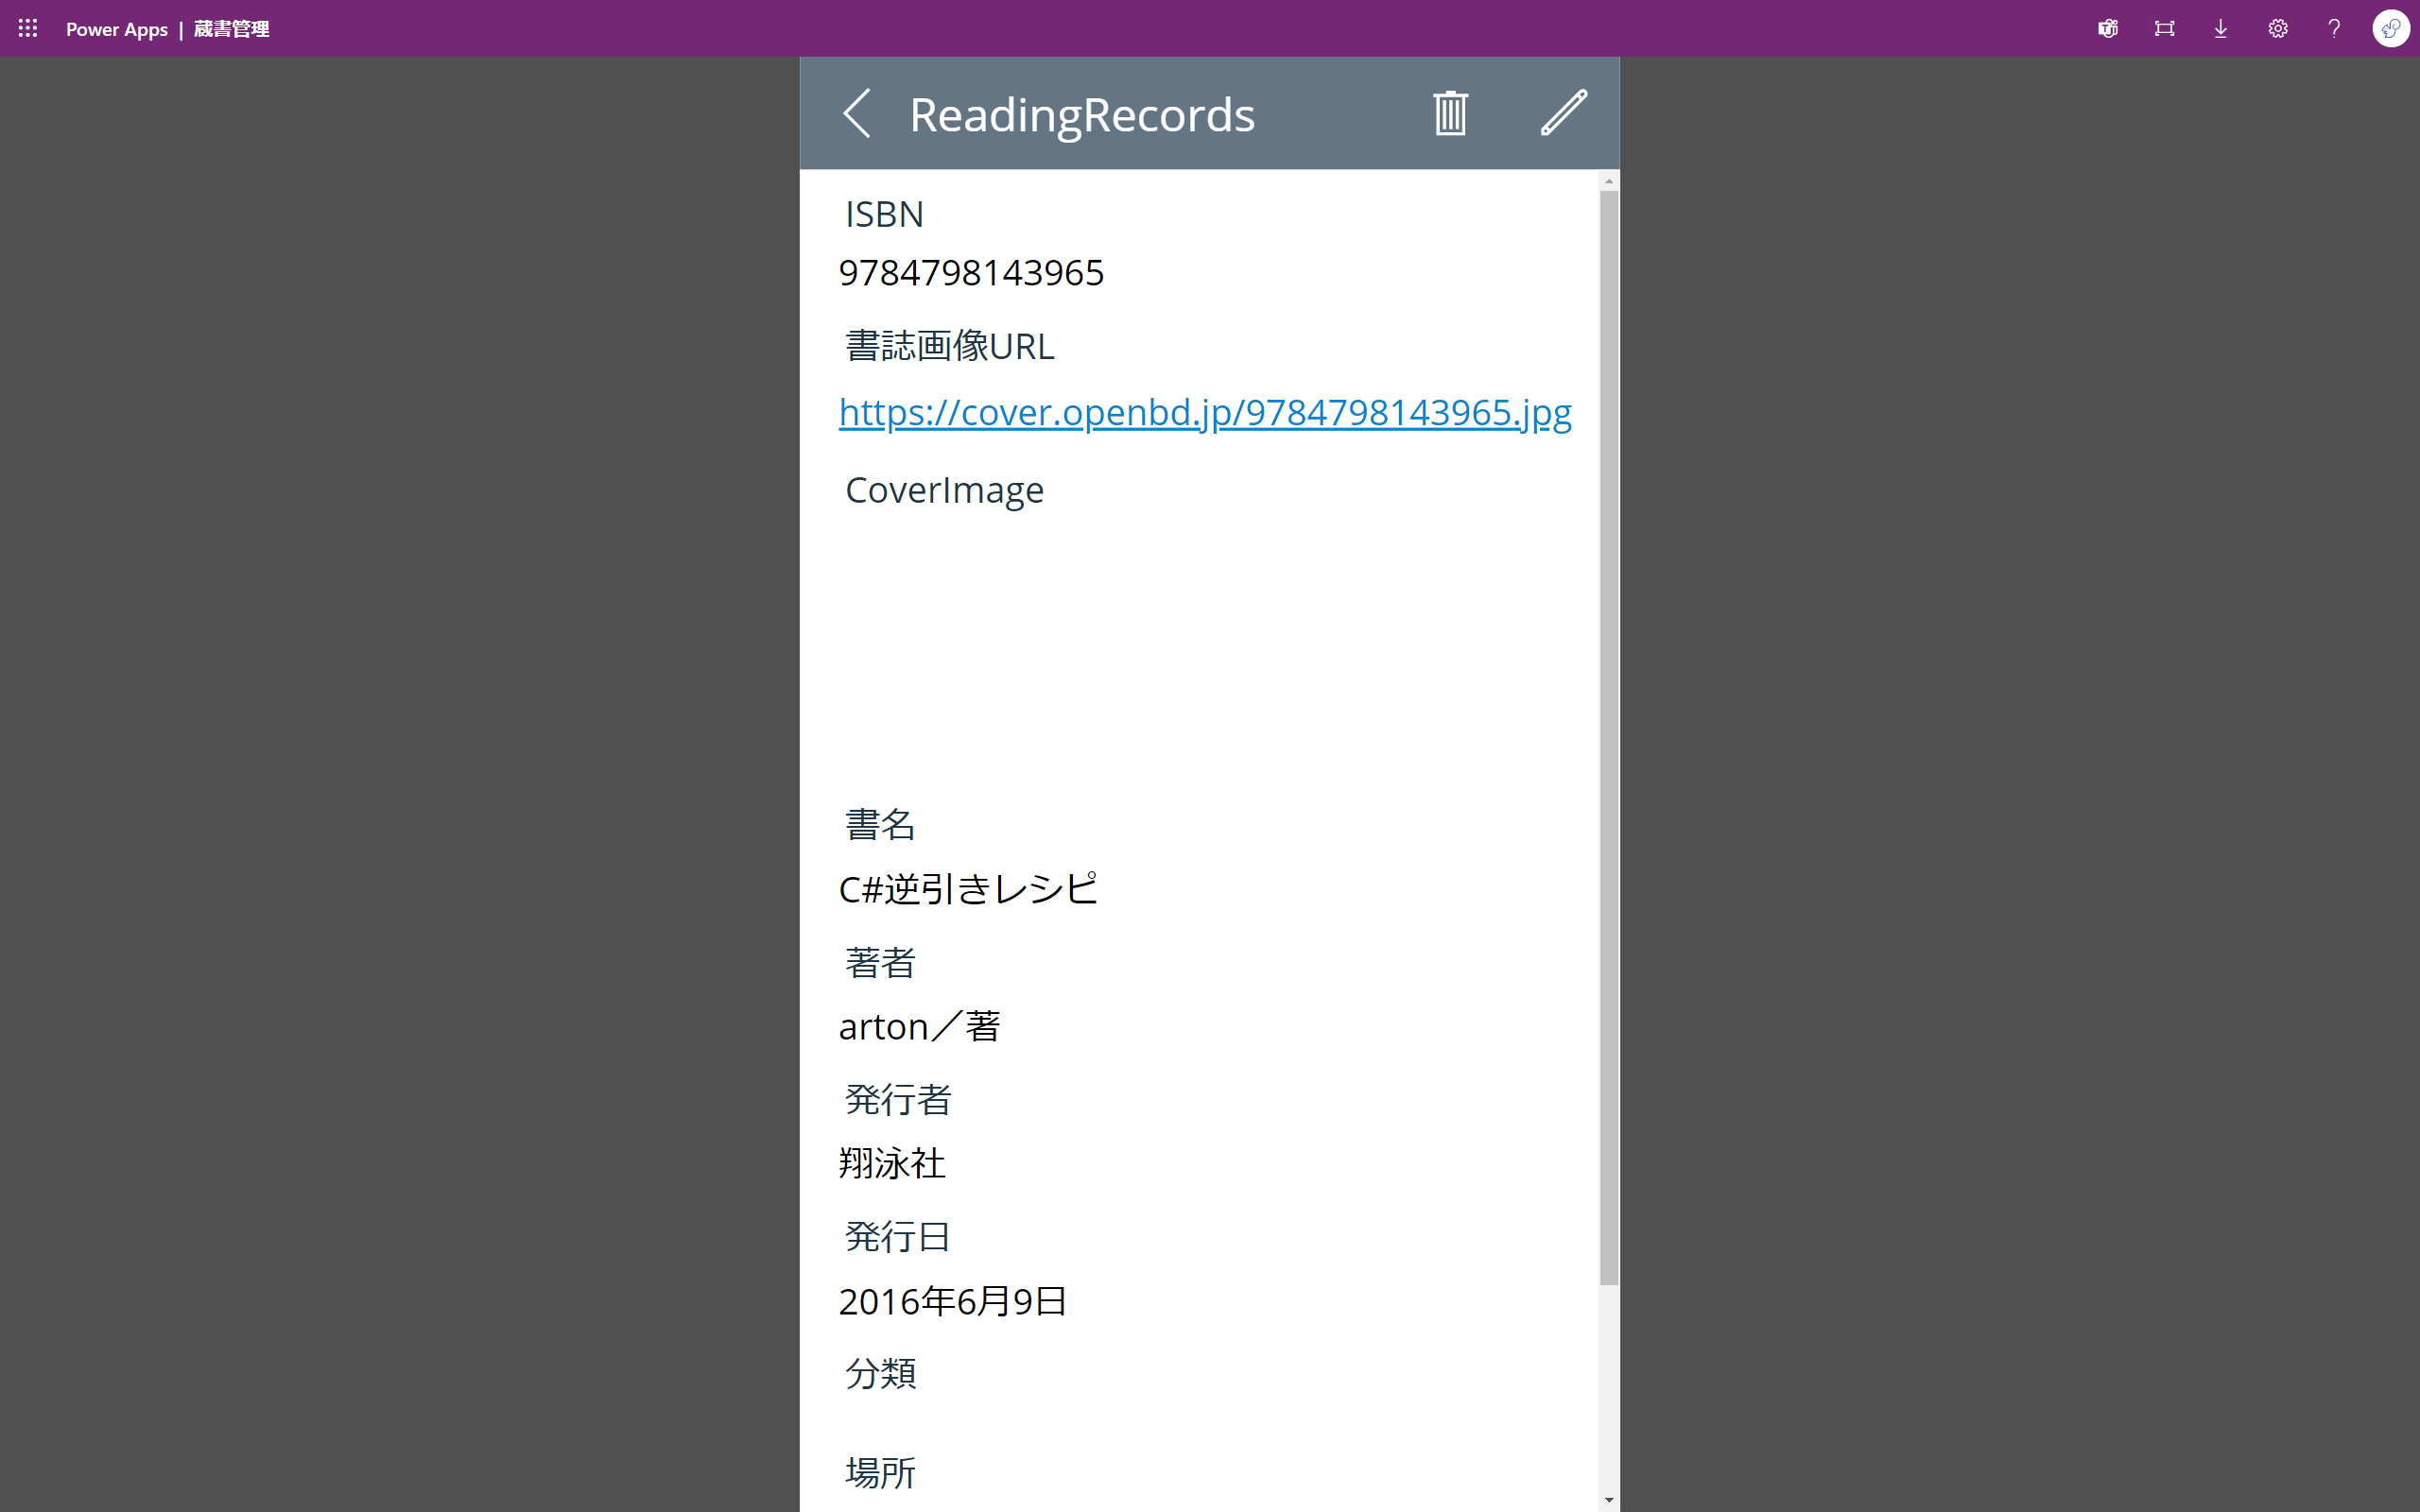 Power Apps | 蔵書管理
ReadingRecords
ISBN
9784798143965
書誌画像URL
https://cover.openbd.jp/9784798143965.jpg
CoverImage
書名
C#逆引きレシピ
著者
arton／著
発行者
翔泳社
発行日
2016年6月9日
分類
場所